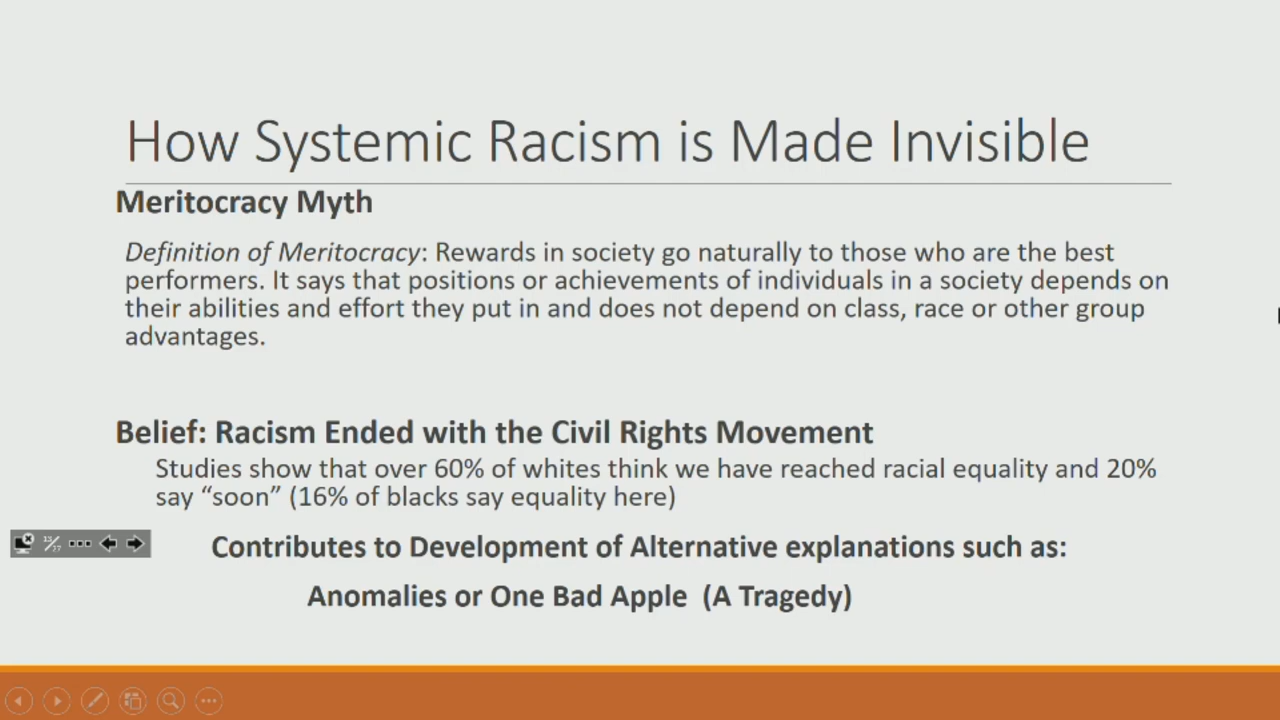 How Systemic Racism is Made Invisible
Meritocracy Myth
Definition of Meritocracy: Rewards in society go naturally to those who are the best
performers. It says that positions or achievements of individuals in a society depends on
their abilities and effort they put in and does not depend on class, race or other group
advantages.
Belief: Racism Ended with the Civil Rights Movement
Studies show that over 60% of whites think we have reached racial equality and 20%
say “soon” (16% of blacks say equality here)
Contributes to Development of Alternative explanations such as:
Anomalies or One Bad Apple (A Tragedy)